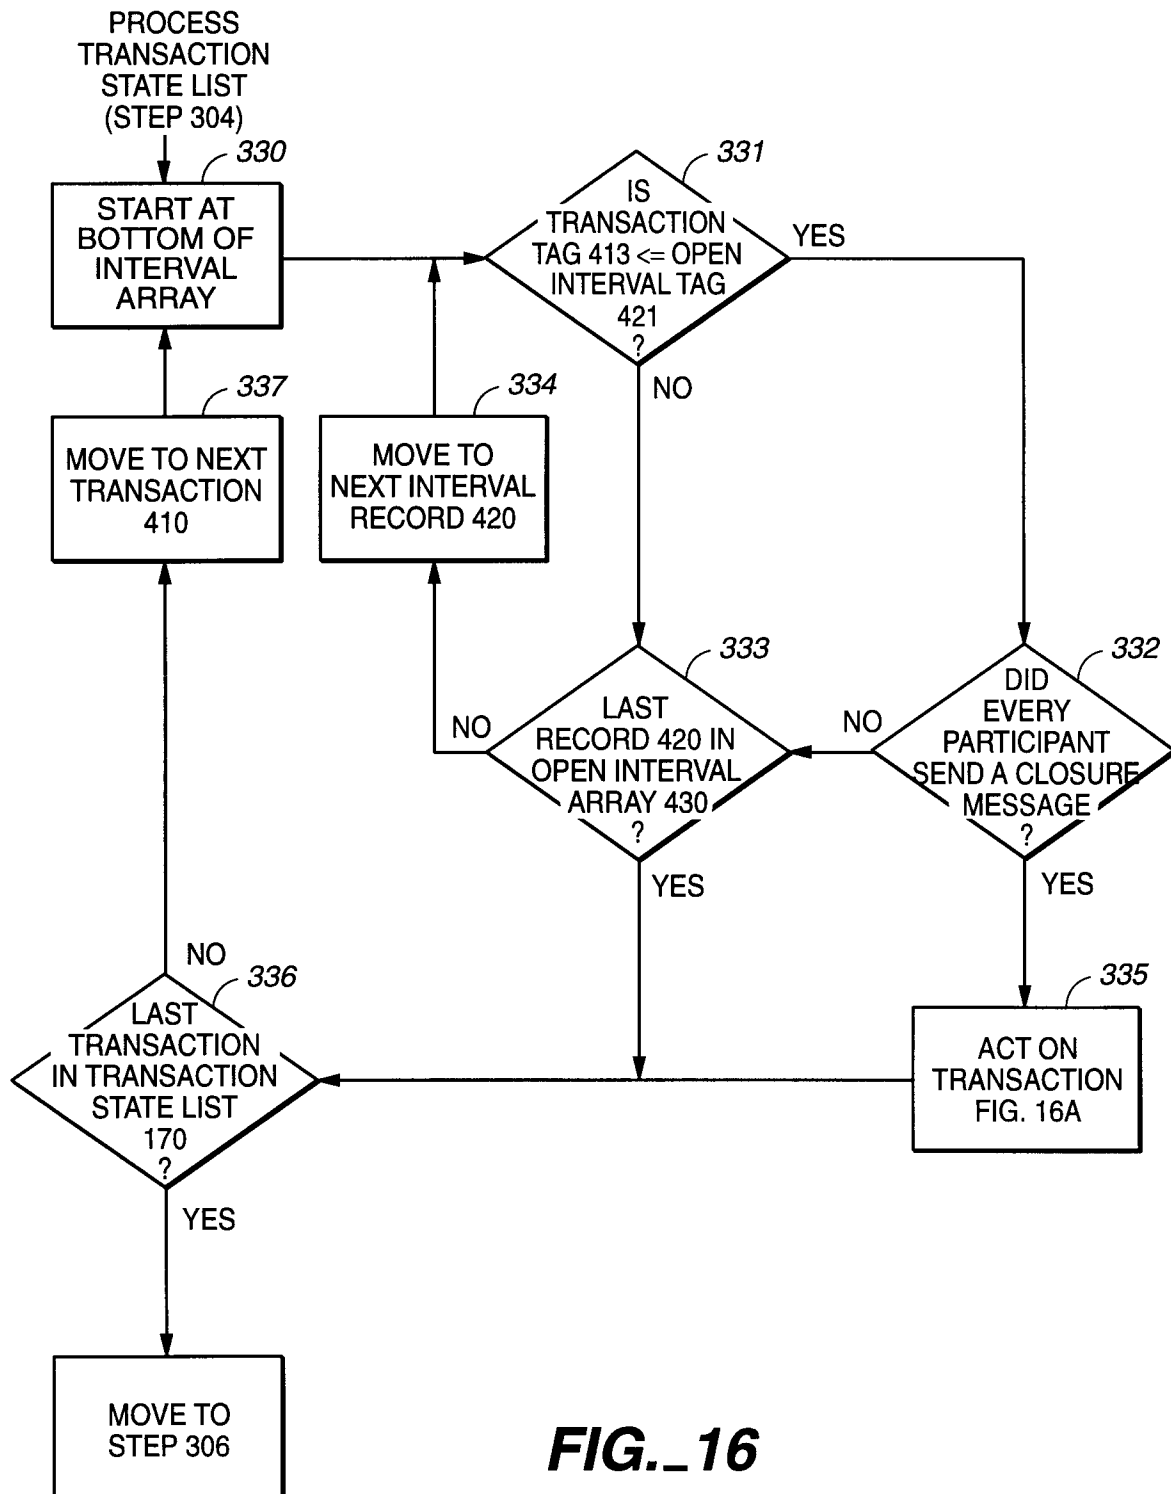 PROCESS
TRANSACTION
STATE LIST
(STEP 304)
330
START AT
BOTTOM OF
INTERVAL
ARRAY
331
IS
TRANSACTION
TAG 413 <= OPEN
INTERVAL TAG
421
?
YES
NO
337
MOVE TO NEXT
TRANSACTION
410
334
MOVE TO
NEXT INTERVAL
RECORD 420
333
LAST
RECORD 420 IN
OPEN INTERVAL
ARRAY 430
?
NO
YES
332
DID
EVERY
PARTICIPANT
SEND A CLOSURE
MESSAGE
?
NO
YES
335
ACT ON
TRANSACTION
FIG. 16A
NO
336
LAST
TRANSACTION
IN TRANSACTION
STATE LIST
170
?
YES
MOVE TO
STEP 306
FIG._16